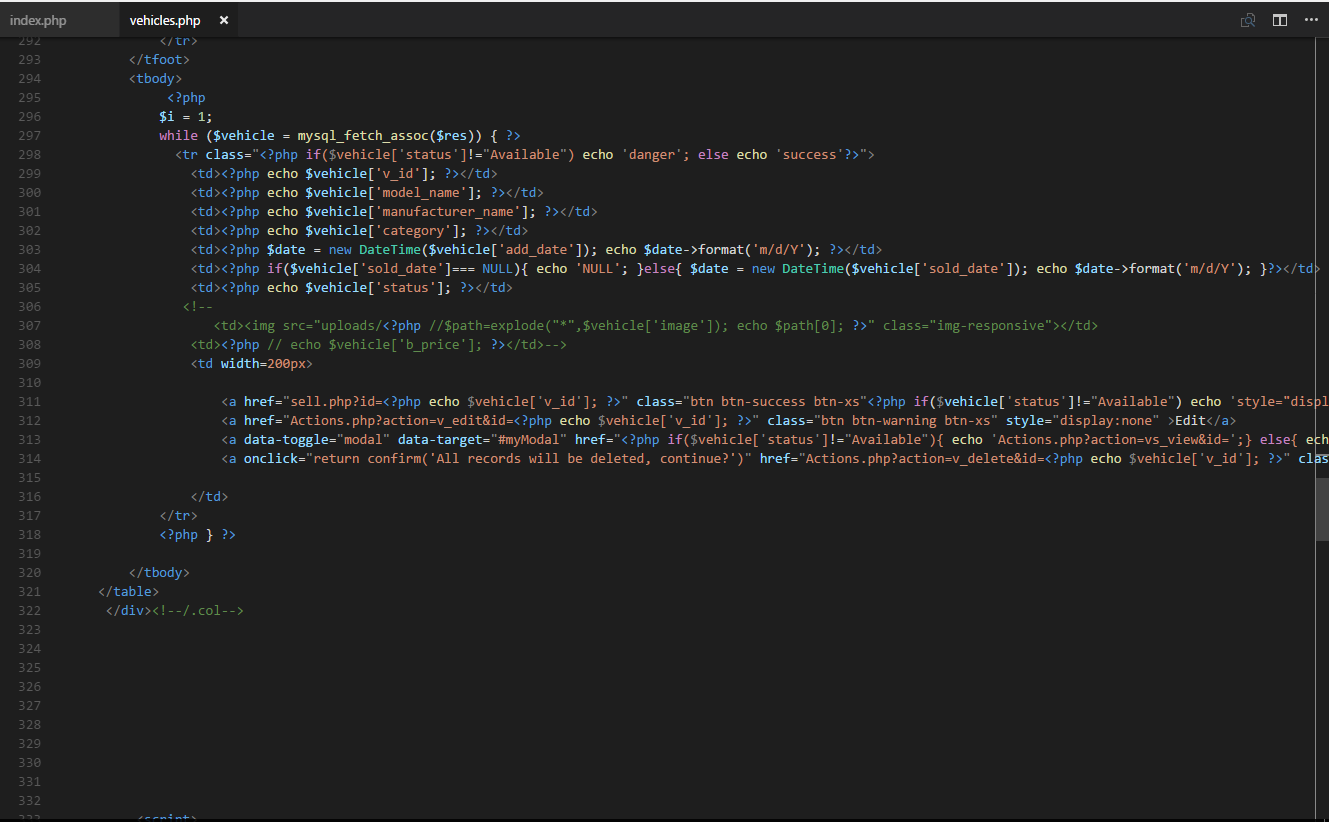 index.php vehicles.php ×
292 </tr>
293 </tfoot>
294 <tbody>
295 <?php
296 $i = 1;
297 while ($vehicle = mysql_fetch_assoc($res)) { ?>
298 <tr class="<?php if($vehicle['status']!="Available") echo 'danger'; else echo 'success'?>">
299 <td><?php echo $vehicle['v_id']; ?></td>
300 <td><?php echo $vehicle['model_name']; ?></td>
301 <td><?php echo $vehicle['manufacturer_name']; ?></td>
302 <td><?php echo $vehicle['category']; ?></td>
303 <td><?php $date = new DateTime($vehicle['add_date']); echo $date->format('m/d/Y'); ?></td>
304 <td><?php if($vehicle['sold_date']=== NULL){ echo 'NULL'; }else{ $date = new DateTime($vehicle['sold_date']); echo $date->format('m/d/Y'); }?></td>
305 <td><?php echo $vehicle['status']; ?></td>
306 <!--
307 <td><img src="uploads/<?php //$path=explode("*",$vehicle['image']); echo $path[0]; ?>" class="img-responsive"></td>
308 <td><?php // echo $vehicle['b_price']; ?></td>-->
309 <td width=200px>
310
311 <a href="sell.php?id=<?php echo $vehicle['v_id']; ?>" class="btn btn-success btn-xs"<?php if($vehicle['status']!="Available") echo 'style="displ
312 <a href="Actions.php?action=v_edit&id=<?php echo $vehicle['v_id']; ?>" class="btn btn-warning btn-xs" style="display:none" >Edit</a>
313 <a data-toggle="modal" data-target="#myModal" href="<?php if($vehicle['status']!="Available"){ echo 'Actions.php?action=vs_view&id=';} else{ ech
314 <a onclick="return confirm('All records will be deleted, continue?')" href="Actions.php?action=v_delete&id=<?php echo $vehicle['v_id']; ?>" clas
315
316 </td>
317 </tr>
318 <?php } ?>
319
320 </tbody>
321 </table>
322 </div><!--/.col-->
323
324
325
326
327
328
329
330
331
332
333 <script>